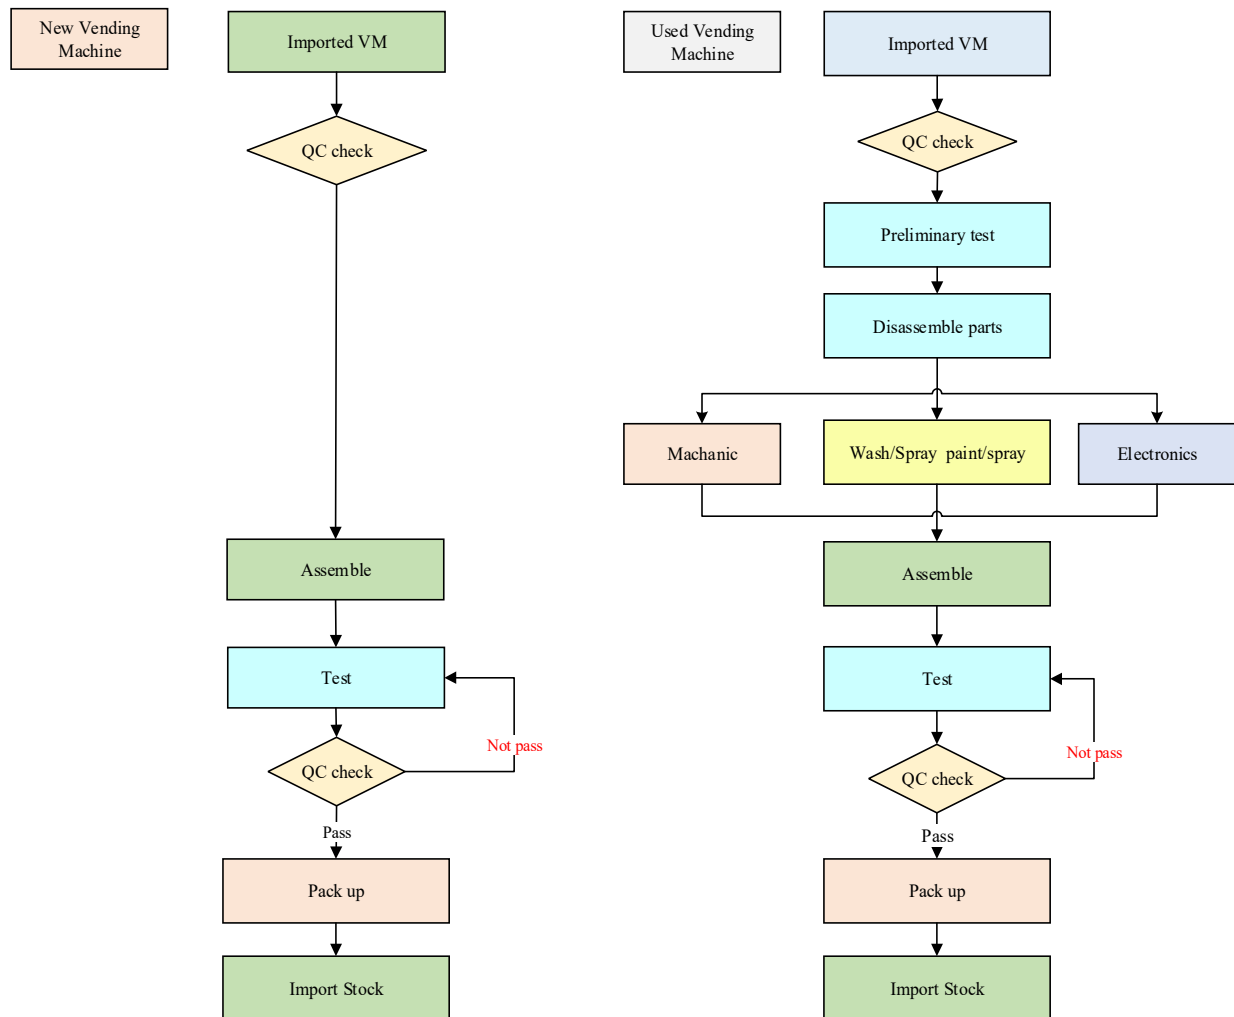 New Vending
Machine
Imported VM
QC check
Assemble
Test
Not pass
QC check
Pass
Pack up
Import Stock
Used Vending
Machine
Imported VM
QC check
Preliminary test
Disassemble parts
Machanic
Wash/Spray paint/spray
Electronics
Assemble
Test
Not pass
QC check
Pass
Pack up
Import Stock